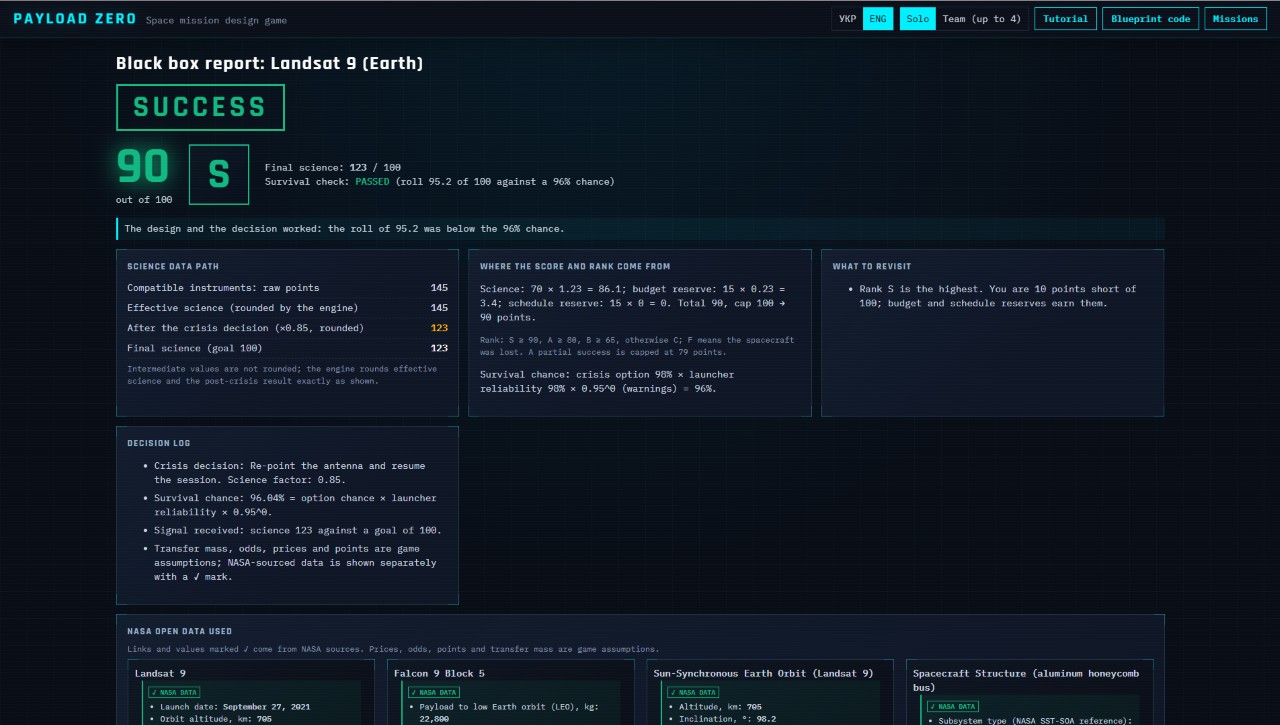 PAYLOAD ZERO Space mission design game
УКР ENG Solo Team (up to 4) Tutorial Blueprint code Missions
Black box report: Landsat 9 (Earth)
SUCCESS
90
out of 100
S
Final science: 123 / 100
Survival check: PASSED (roll 95.2 of 100 against a 96% chance)
The design and the decision worked: the roll of 95.2 was below the 96% chance.
SCIENCE DATA PATH
Compatible instruments: raw points 145
Effective science (rounded by the engine) 145
After the crisis decision (×0.85, rounded) 123
Final science (goal 100) 123
Intermediate values are not rounded; the engine rounds effective
science and the post-crisis result exactly as shown.
WHERE THE SCORE AND RANK COME FROM
Science: 70 × 1.23 = 86.1; budget reserve: 15 × 0.23 =
3.4; schedule reserve: 15 × 0 = 0. Total 90, cap 100 →
90 points.
Rank: S ≥ 90, A ≥ 80, B ≥ 65, otherwise C; F means the spacecraft
was lost. A partial success is capped at 79 points.
Survival chance: crisis option 98% × launcher
reliability 98% × 0.95^0 (warnings) = 96%.
WHAT TO REVISIT
• Rank S is the highest. You are 10 points short of
100; budget and schedule reserves earn them.
DECISION LOG
• Crisis decision: Re-point the antenna and resume
the session. Science factor: 0.85.
• Survival chance: 96.04% = option chance × launcher
reliability × 0.95^0.
• Signal received: science 123 against a goal of 100.
• Transfer mass, odds, prices and points are game
assumptions; NASA-sourced data is shown separately
with a √ mark.
NASA OPEN DATA USED
Links and values marked √ come from NASA sources. Prices, odds, points and transfer mass are game assumptions.
Landsat 9
√ NASA DATA
• Launch date: September 27, 2021
• Orbit altitude, km: 705
Falcon 9 Block 5
√ NASA DATA
• Payload to low Earth orbit (LEO), kg:
22,800
Sun-Synchronous Earth Orbit (Landsat 9)
√ NASA DATA
• Altitude, km: 705
• Inclination, °: 98.2
Spacecraft Structure (aluminum honeycomb
bus)
√ NASA DATA
• Subsystem type (NASA SST-SOA reference):